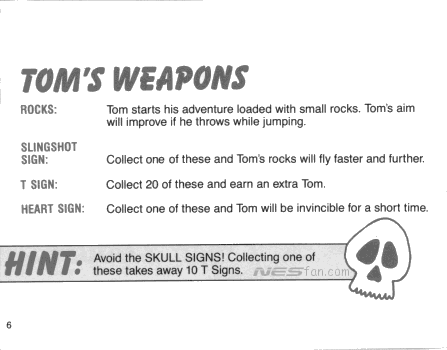 TOM'S WEAPONS
ROCKS: Tom starts his adventure loaded with small rocks. Tom's aim
will improve if he throws while jumping.
SLINGSHOT
SIGN: Collect one of these and Tom's rocks will fly faster and further.
T SIGN: Collect 20 of these and earn an extra Tom.
HEART SIGN: Collect one of these and Tom will be invincible for a short time.
HINT: Avoid the SKULL SIGNS! Collecting one of
these takes away 10 T Signs.
NESfan.com
6